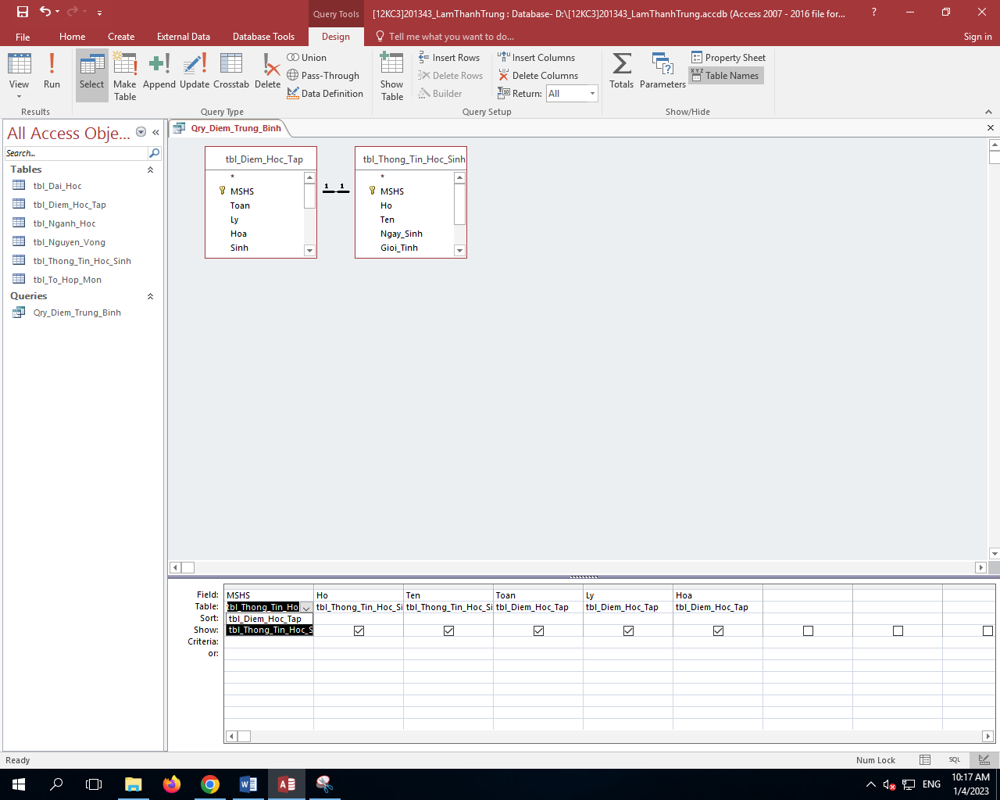 Query Tools
[12KC3]201343_LamThanhTrung : Database- D:\[12KC3]201343_LamThanhTrung.accdb (Access 2007 - 2016 file for...
?
File Home Create External Data Database Tools Design Tell me what you want to do... Sign in
View
Run
Select
Make Table
Append
Update
Crosstab
Delete
Union
Pass-Through
Data Definition
Show Table
Insert Rows
Delete Rows
Builder
Insert Columns
Delete Columns
Return: All
Totals
Parameters
Property Sheet
Table Names
Results
Query Type
Query Setup
Show/Hide
All Access Obje... «
Search...
Tables
tbl_Dai_Hoc
tbl_Diem_Hoc_Tap
tbl_Nganh_Hoc
tbl_Nguyen_Vong
tbl_Thong_Tin_Hoc_Sinh
tbl_To_Hop_Mon
Queries
Qry_Diem_Trung_Binh
Qry_Diem_Trung_Binh
tbl_Diem_Hoc_Tap
*
MSHS
Toan
Ly
Hoa
Sinh
1 1
tbl_Thong_Tin_Hoc_Sinh
*
MSHS
Ho
Ten
Ngay_Sinh
Gioi_Tinh
Field: MSHS Ho Ten Toan Ly Hoa
Table: tbl_Thong_Tin_Ho tbl_Thong_Tin_Hoc_Si tbl_Thong_Tin_Hoc_Si tbl_Diem_Hoc_Tap tbl_Diem_Hoc_Tap tbl_Diem_Hoc_Tap
Sort: tbl_Diem_Hoc_Tap
Show: tbl_Thong_Tin_Hoc_S
Criteria:
or:
Ready
Num Lock
SQL
ENG
10:17 AM
1/4/2023